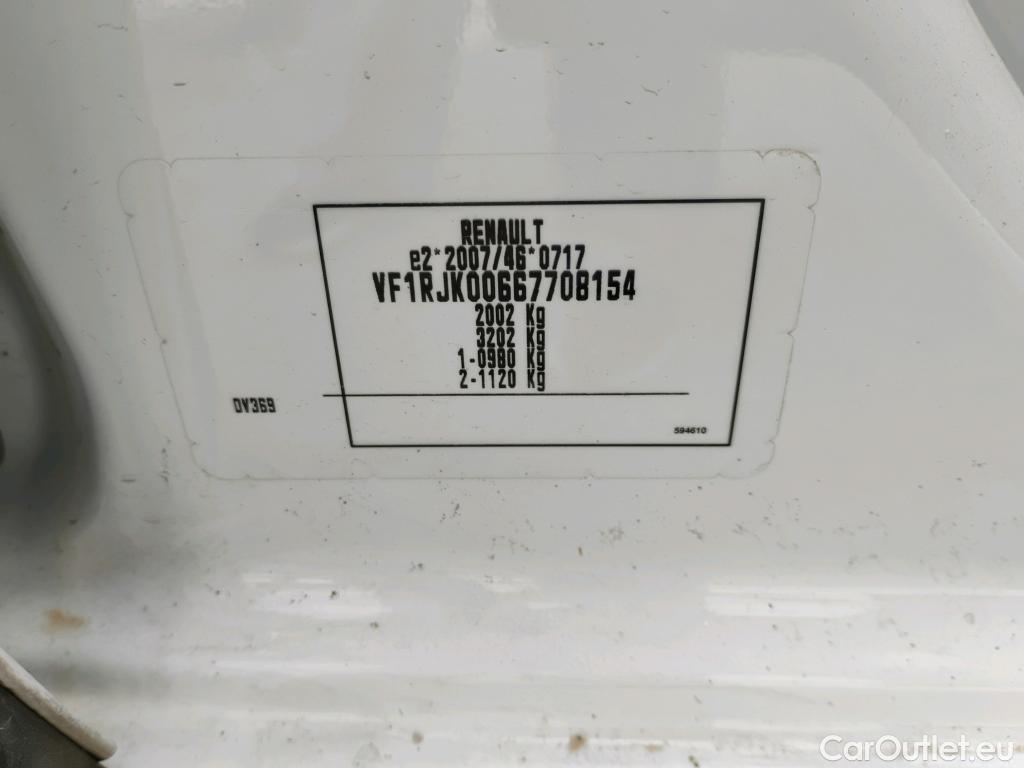 RENAULT
e2*2007/46*0717
VF1RJK00667708154
2002 Kg
3202 Kg
1-0980 Kg
2-1120 Kg
DV369
594610
CarOutlet.eu